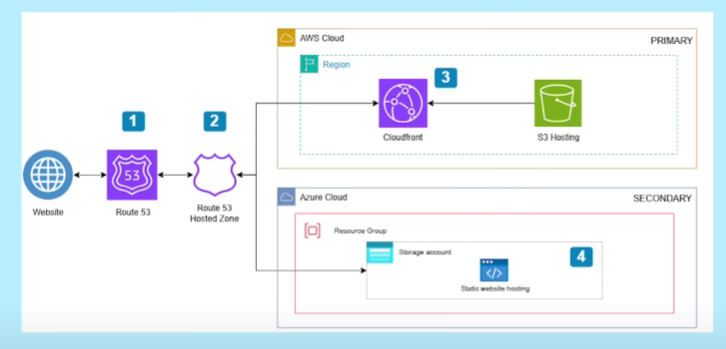 AWS Cloud
PRIMARY
Region
1
2
3
53
Cloudfront
S3 Hosting
Website
Route 53
Route 53
Hosted Zone
Azure Cloud
SECONDARY
Resource Group
Storage account
4
Static website hosting